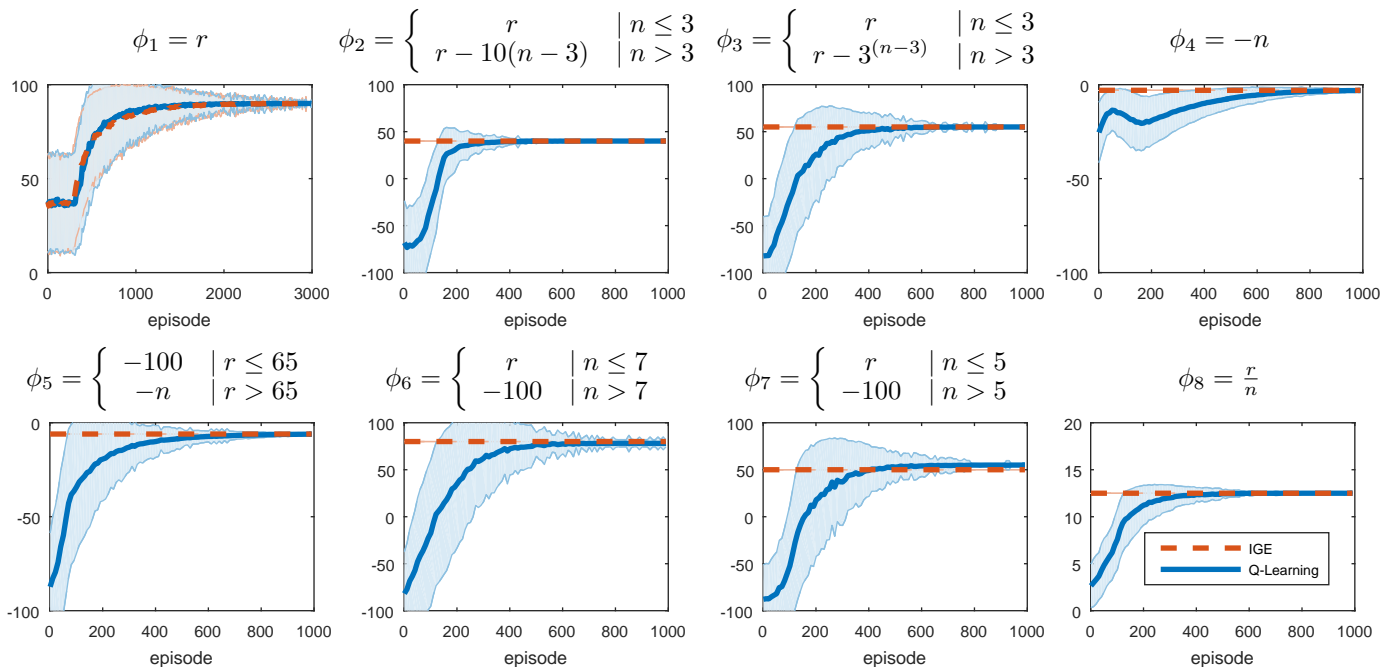 ϕ₁ = r
ϕ₂ = { r | n ≤ 3
r − 10(n − 3) | n > 3
ϕ₃ = { r | n ≤ 3
r − 3⁽ⁿ⁻³⁾ | n > 3
ϕ₄ = −n
100
50
0
0 1000 2000 3000
episode
100
50
0
-50
-100
0 200 400 600 800 1000
episode
100
50
0
-50
-100
0 200 400 600 800 1000
episode
0
-50
-100
0 200 400 600 800 1000
episode
ϕ₅ = { −100 | r ≤ 65
−n | r > 65
ϕ₆ = { r | n ≤ 7
−100 | n > 7
ϕ₇ = { r | n ≤ 5
−100 | n > 5
ϕ₈ = r/n
0
-50
-100
0 200 400 600 800 1000
episode
100
50
0
-50
-100
0 200 400 600 800 1000
episode
100
50
0
-50
-100
0 200 400 600 800 1000
episode
20
15
10
5
0
IGE
Q-Learning
0 200 400 600 800 1000
episode